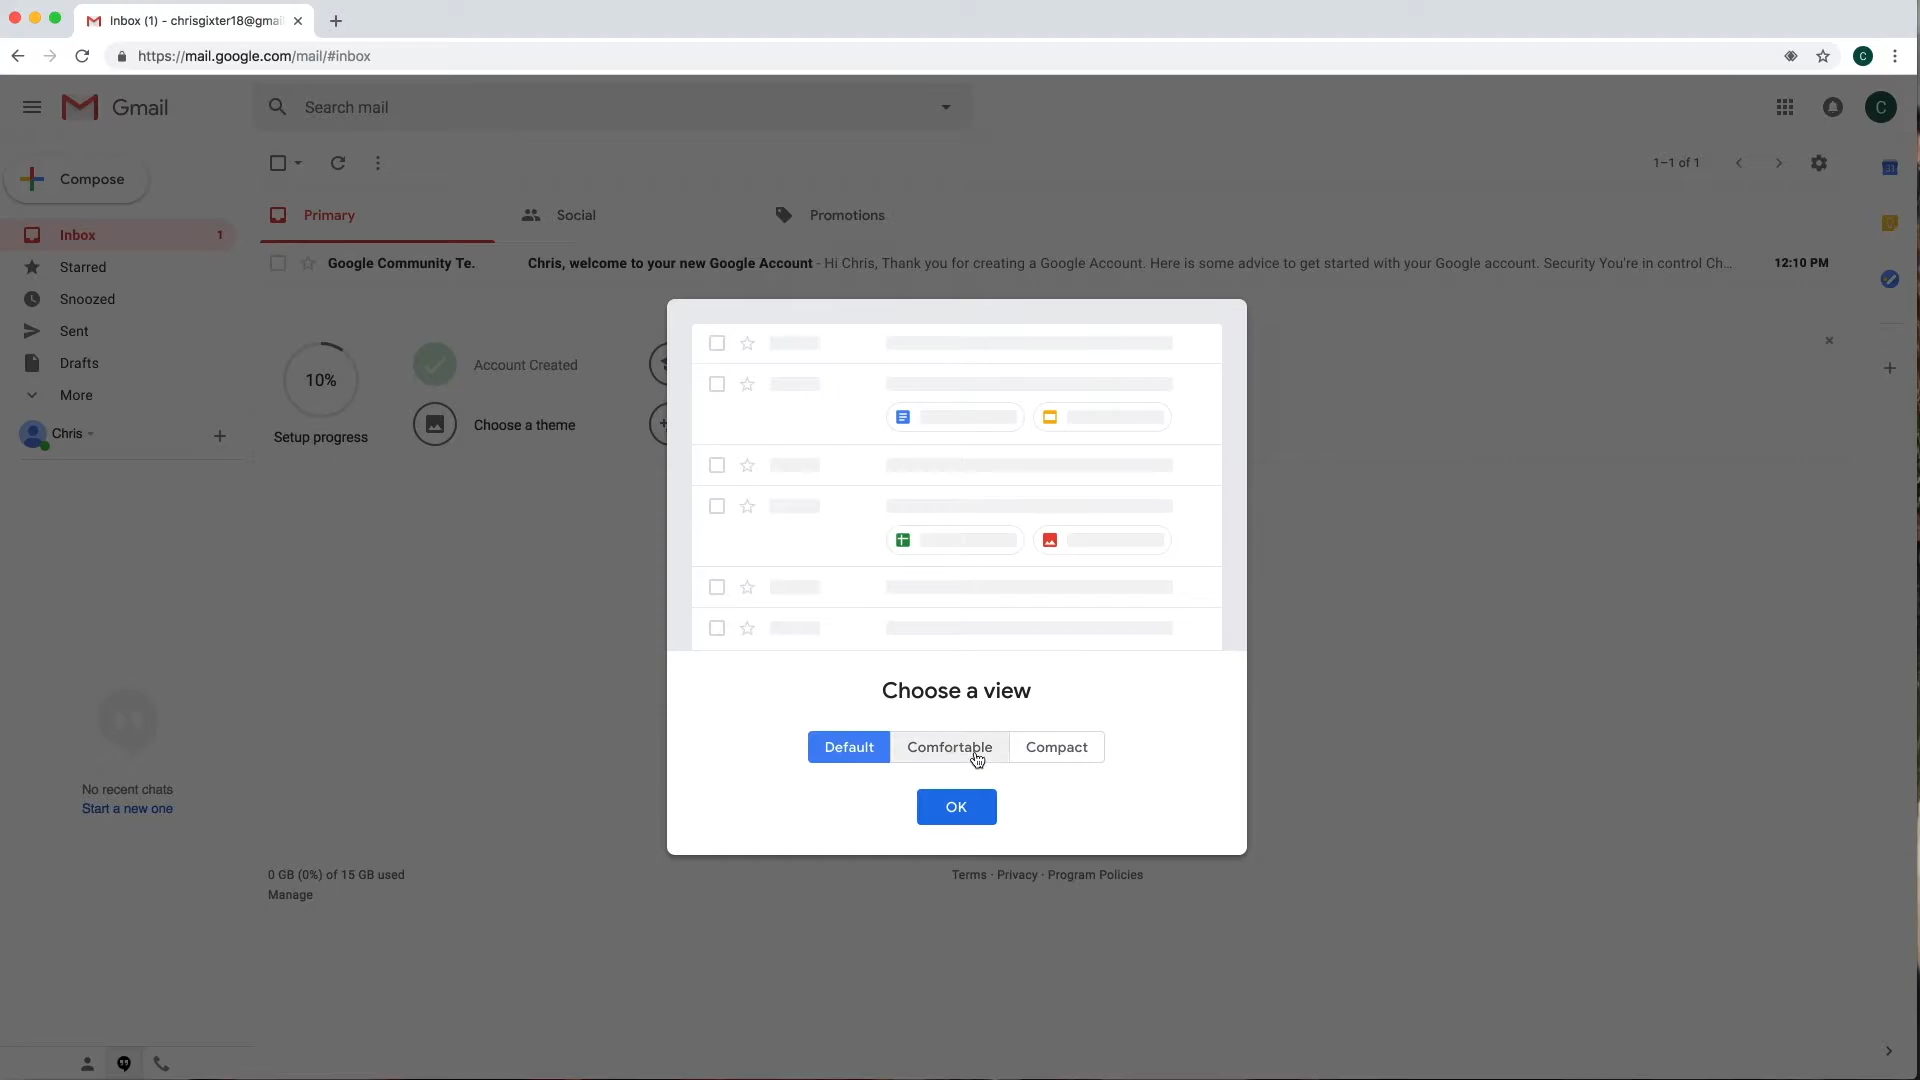 Inbox (1) - chrisgixter18@gmai
https://mail.google.com/mail/#inbox
C
Gmail
Search mail
C
Compose
1–1 of 1
Primary
Social
Promotions
Inbox
1
Google Community Te.
Chris, welcome to your new Google Account - Hi Chris, Thank you for creating a Google Account. Here is some advice to get started with your Google account. Security You're in control Ch...
12:10 PM
Starred
Snoozed
Sent
Drafts
More
Chris
10%
Setup progress
Account Created
Choose a theme
Choose a view
Default
Comfortable
Compact
OK
No recent chats
Start a new one
0 GB (0%) of 15 GB used
Manage
Terms · Privacy · Program Policies